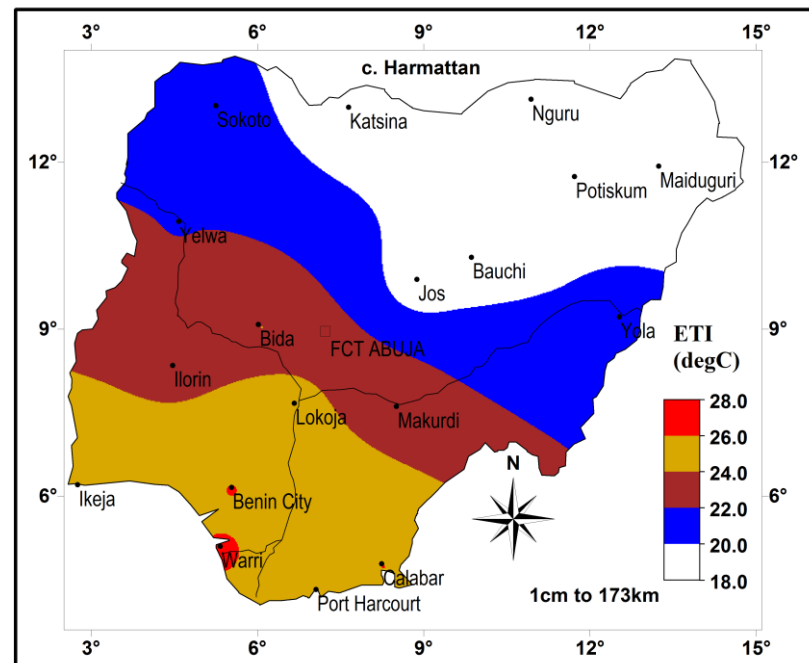 3° 6° 9° 12° 15°
c. Harmattan
Sokoto
Katsina
Nguru
12° 12°
Potiskum
Maiduguri
Yelwa
Bauchi
Jos
9° 9°
Bida
FCT ABUJA
Yola
ETI
(degC)
Ilorin
Lokoja
Makurdi
28.0
26.0
24.0
22.0
20.0
18.0
N
6° 6°
Ikeja
Benin City
Warri
Calabar
Port Harcourt
1cm to 173km
3° 6° 9° 12° 15°